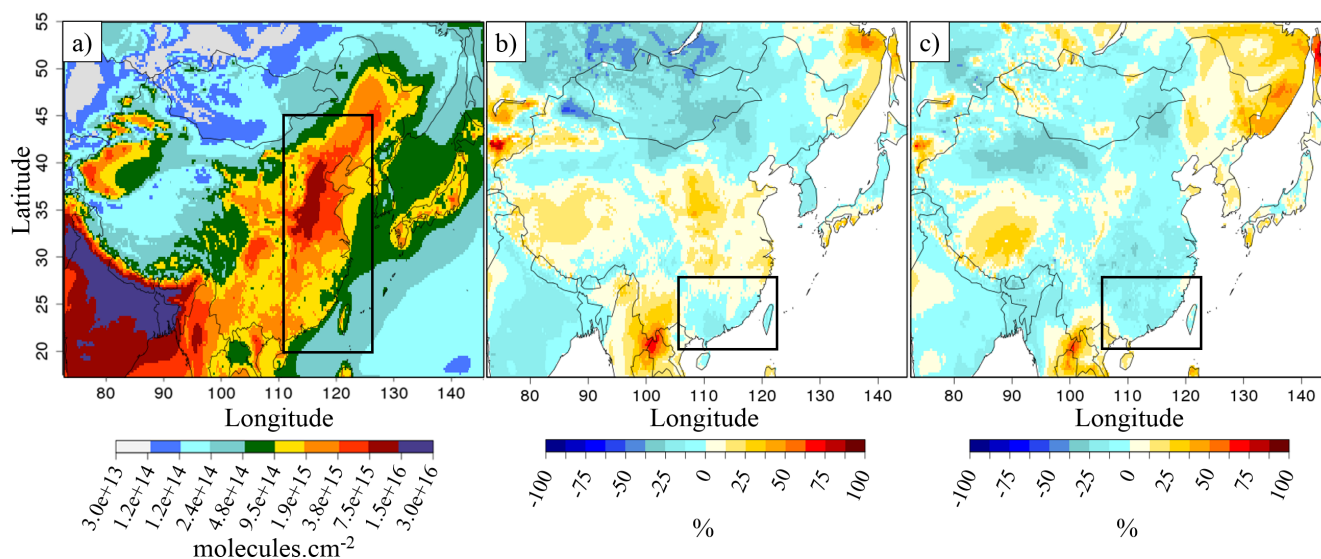 a) b) c)
55
50
45
40
35
30
25
20
Latitude
80 90 100 110 120 130 140 80 90 100 110 120 130 140 80 90 100 110 120 130 140
Longitude Longitude Longitude
3.0e+13 1.2e+14 1.2e+14 2.4e+14 4.8e+14 9.5e+14 1.9e+15 3.8e+15 7.5e+15 1.5e+16 3.0e+16
-100 -75 -50 -25 0 25 50 75 100
-100 -75 -50 -25 0 25 50 75 100
molecules.cm-2 % %